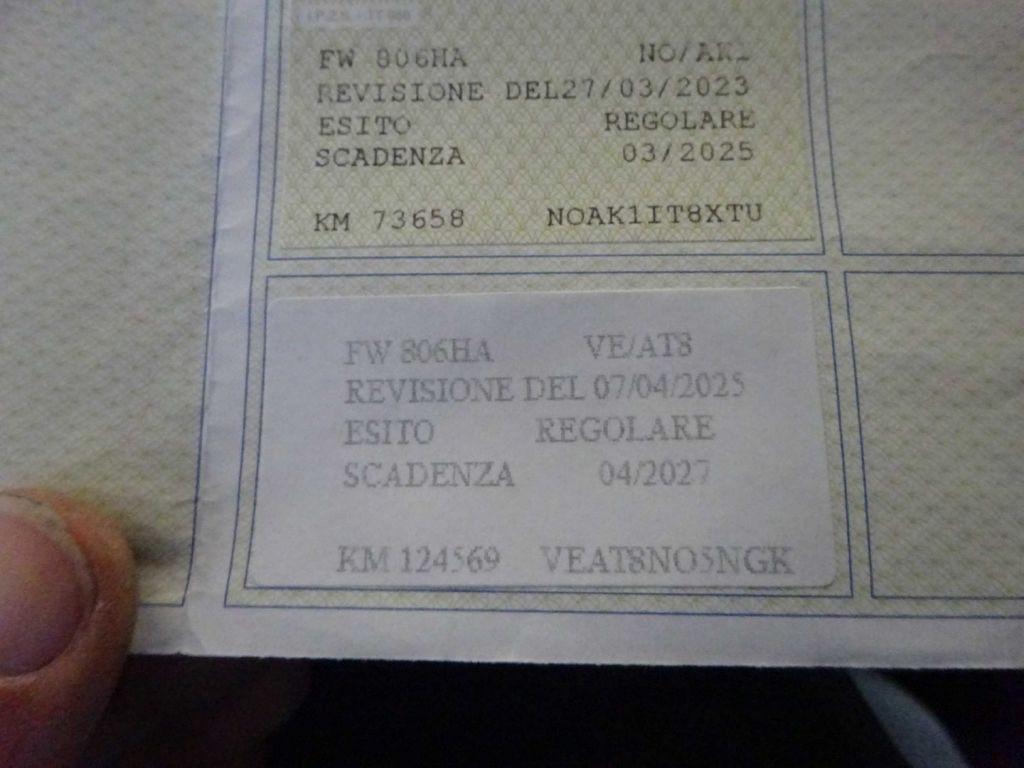 I.P.Z.S.
FW 806HA NO/AK1
REVISIONE DEL27/03/2023
ESITO REGOLARE
SCADENZA 03/2025
KM 73658 NOAK1IT8XTU
FW 806HA VE/AT8
REVISIONE DEL 07/04/2025
ESITO REGOLARE
SCADENZA 04/2027
KM 124569 VEAT8NO5NGK